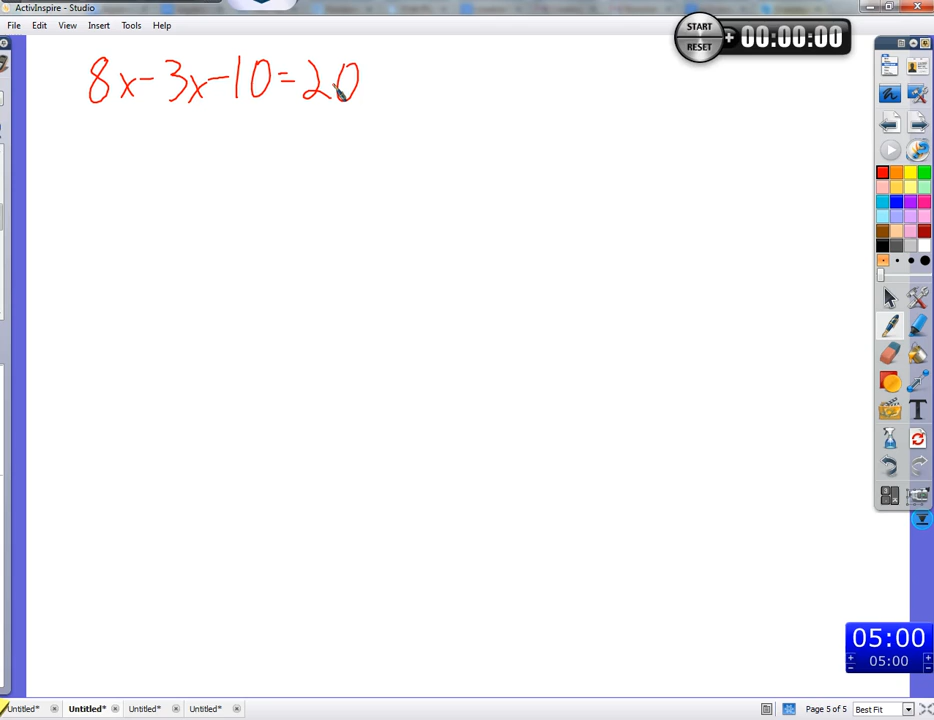 ActivInspire - Studio
File Edit View Insert Tools Help
START
RESET
00:00:00
8x-3x-10=20
05:00
05:00
Untitled* Untitled* Untitled* Untitled*
Page 5 of 5
Best Fit